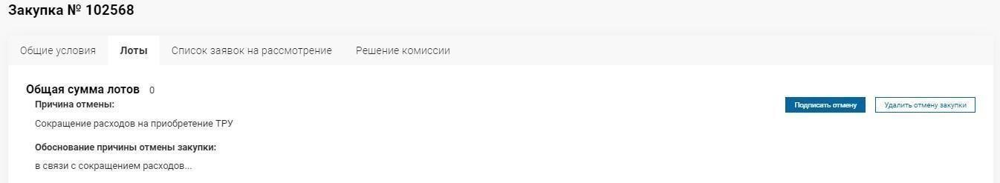 Закупка № 102568
Общие условия Лоты Список заявок на рассмотрение Решение комиссии
Общая сумма лотов 0
Причина отмены:
Подписать отмену Удалить отмену закупки
Сокращение расходов на приобретение ТРУ
Обоснование причины отмены закупки:
в связи с сокращением расходов...